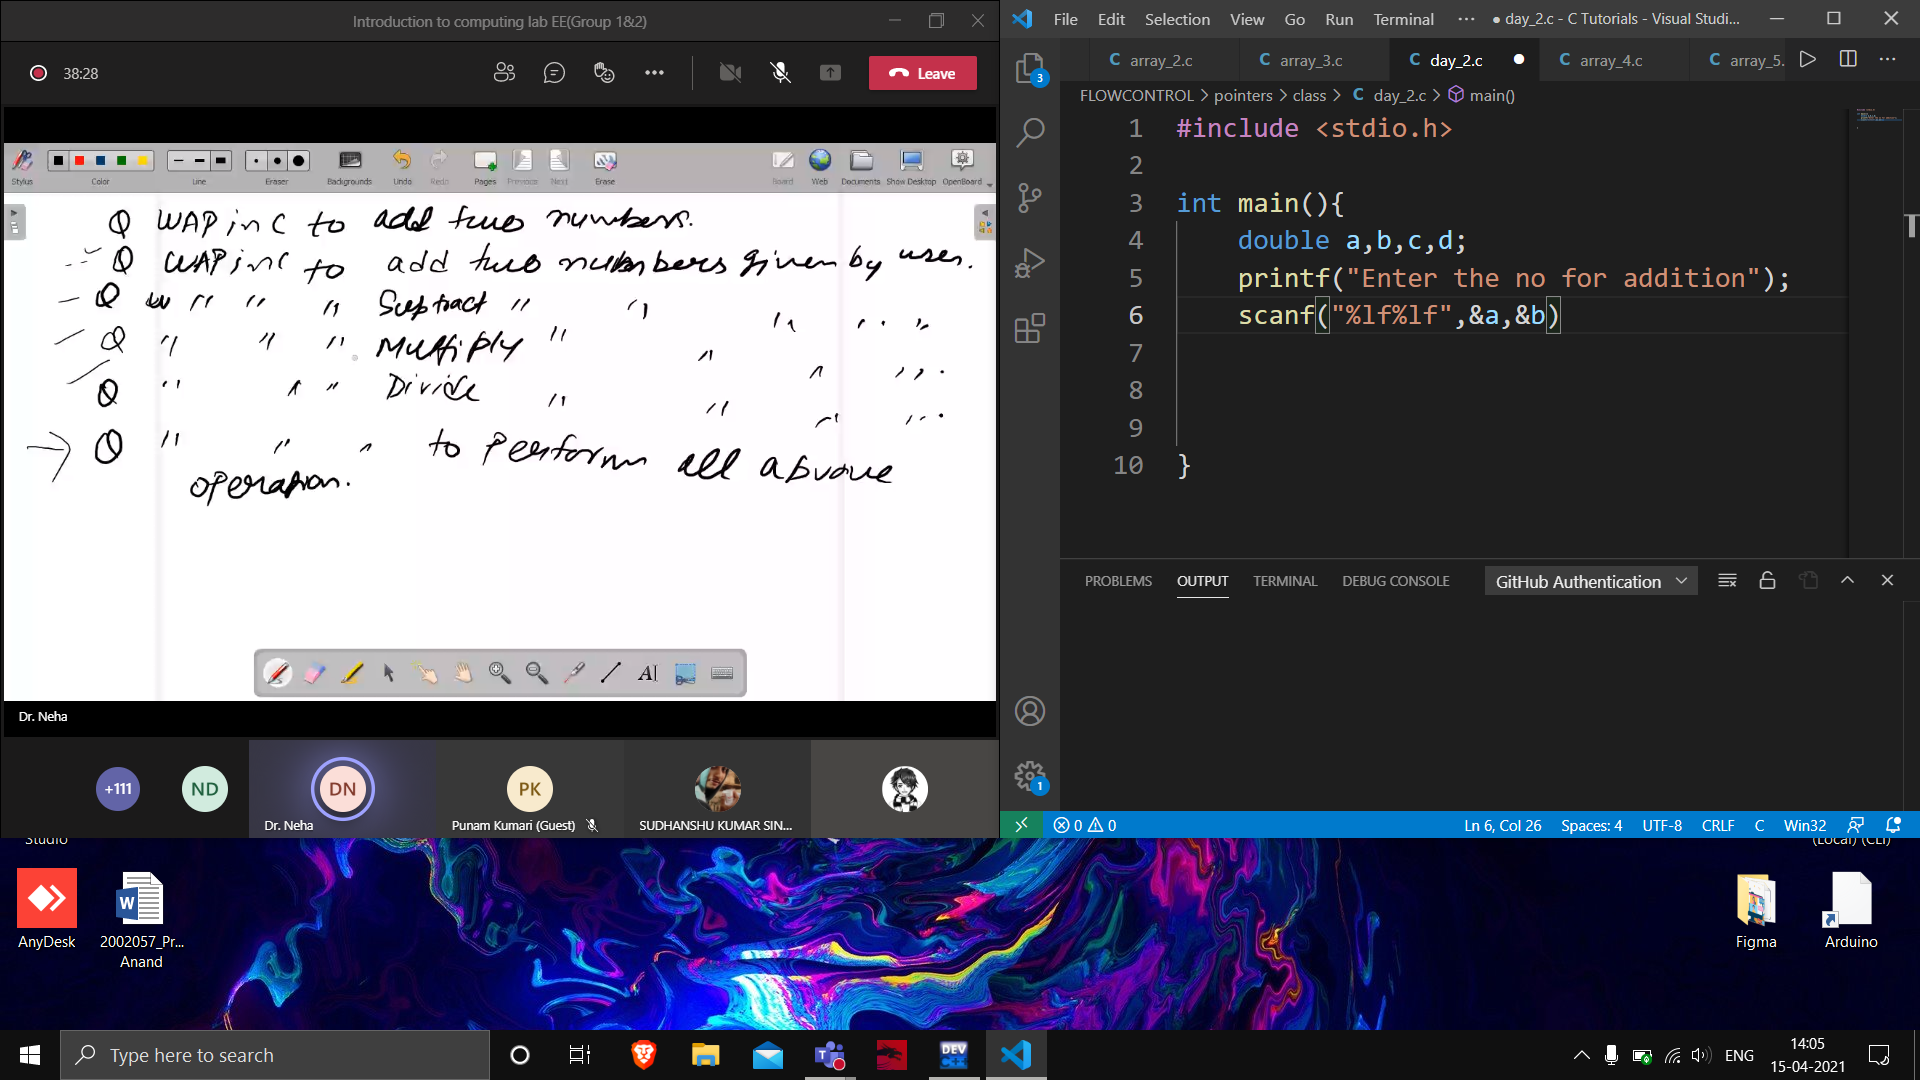 Introduction to computing lab EE(Group 1&2)
38:28
Leave
Stylus
Color
Line
Eraser
Backgrounds
Undo
Redo
Pages
Previous
Next
Erase
Board
Web
Documents
Show Desktop
OpenBoard
Q WAP in C to add two numbers.
Q WAP in C to add two numbers given by user.
Q W " " " Subtract " " " " "
Q " " " Multiply " " " " "
Q " " " Divide " " " " "
Q " " " to Perform all
operation.
Dr. Neha
+111
ND
DN
Dr. Neha
PK
Punam Kumari (Guest)
SUDHANSHU KUMAR SIN...
File Edit Selection View Go Run Terminal ···
● day_2.c - C Tutorials - Visual Studi...
3
C array_2.c
C array_3.c
C day_2.c ●
C array_4.c
C array_5.
FLOWCONTROL > pointers > class > C day_2.c > main()
1 #include <stdio.h>
2
3 int main(){
4 double a,b,c,d;
5 printf("Enter the no for addition");
6 scanf("%lf%lf",&a,&b)
7
8
9
10 }
PROBLEMS OUTPUT TERMINAL DEBUG CONSOLE
GitHub Authentication
1
0 0
Ln 6, Col 26 Spaces: 4 UTF-8 CRLF C Win32
Studio
(Local) (CLI)
AnyDesk
2002057_Pr...
Anand
Figma
Arduino
Type here to search
DEV
C++
ENG
14:05
15-04-2021